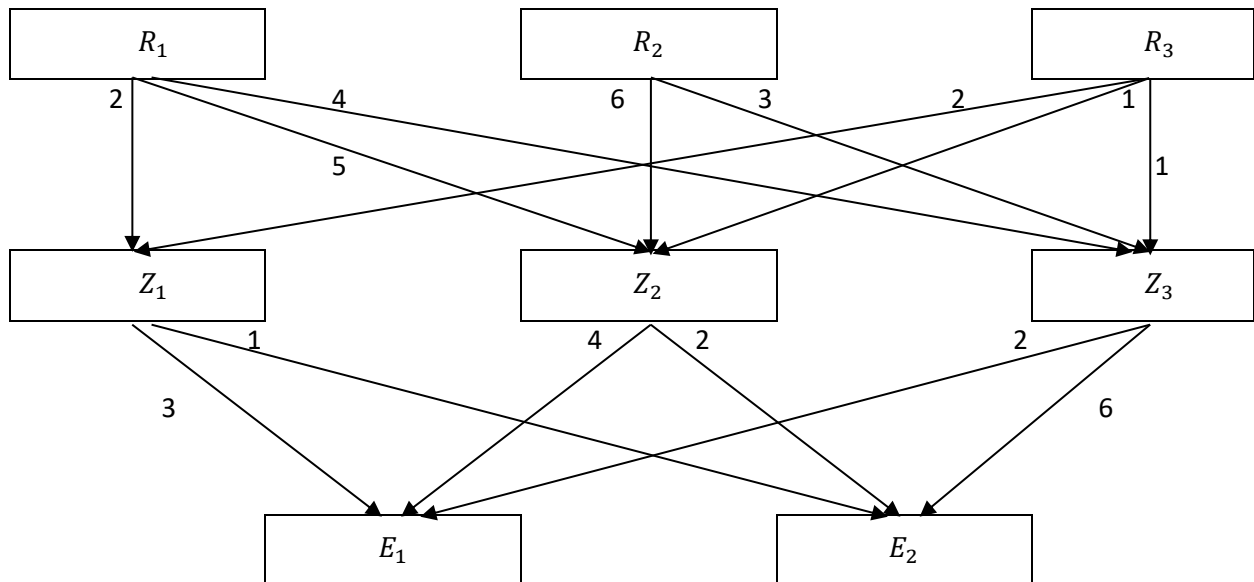 R₁ R₂ R₃
2 4 6 3 2 1
5 1
Z₁ Z₂ Z₃
1 4 2 2
3 6
E₁ E₂